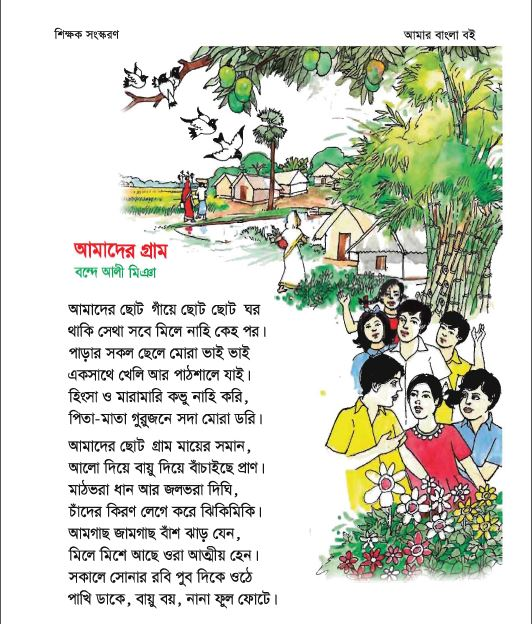 শিক্ষক সংস্করণ
আমার বাংলা বই
আমাদের গ্রাম
বন্দে আলী মিঞা
আমাদের ছোট গাঁয়ে ছোট ছোট ঘর
থাকি সেথা সবে মিলে নাহি কেহ পর।
পাড়ার সকল ছেলে মোরা ভাই ভাই
একসাথে খেলি আর পাঠশালে যাই।
হিংসা ও মারামারি কভু নাহি করি,
পিতা-মাতা গুরুজনে সদা মোরা ডরি।
আমাদের ছোট গ্রাম মায়ের সমান,
আলো দিয়ে বায়ু দিয়ে বাঁচাইছে প্রাণ।
মাঠভরা ধান আর জলভরা দিঘি,
চাঁদের কিরণ লেগে করে ঝিকিমিকি।
আমগাছ জামগাছ বাঁশ ঝাড় যেন,
মিলে মিশে আছে ওরা আত্মীয় হেন।
সকালে সোনার রবি পুব দিকে ওঠে
পাখি ডাকে, বায়ু বয়, নানা ফুল ফোটে।